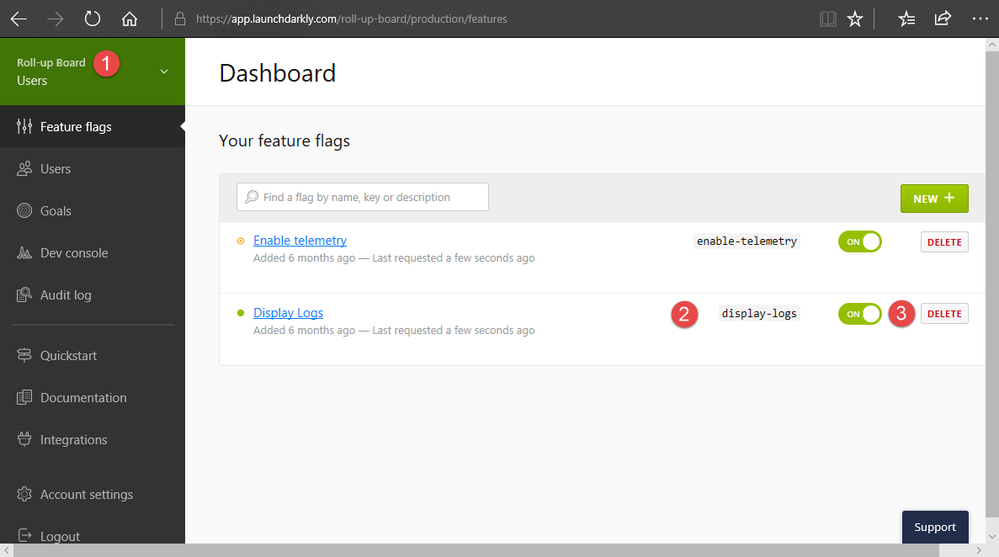 https://app.launchdarkly.com/roll-up-board/production/features
Roll-up Board 1
Users
Feature flags
Users
Goals
Dev console
Audit log
Quickstart
Documentation
Integrations
Account settings
Logout
Dashboard
Your feature flags
Find a flag by name, key or description
NEW +
Enable telemetry enable-telemetry ON DELETE
Added 6 months ago — Last requested a few seconds ago
Display Logs 2 display-logs ON 3 DELETE
Added 6 months ago — Last requested a few seconds ago
Support